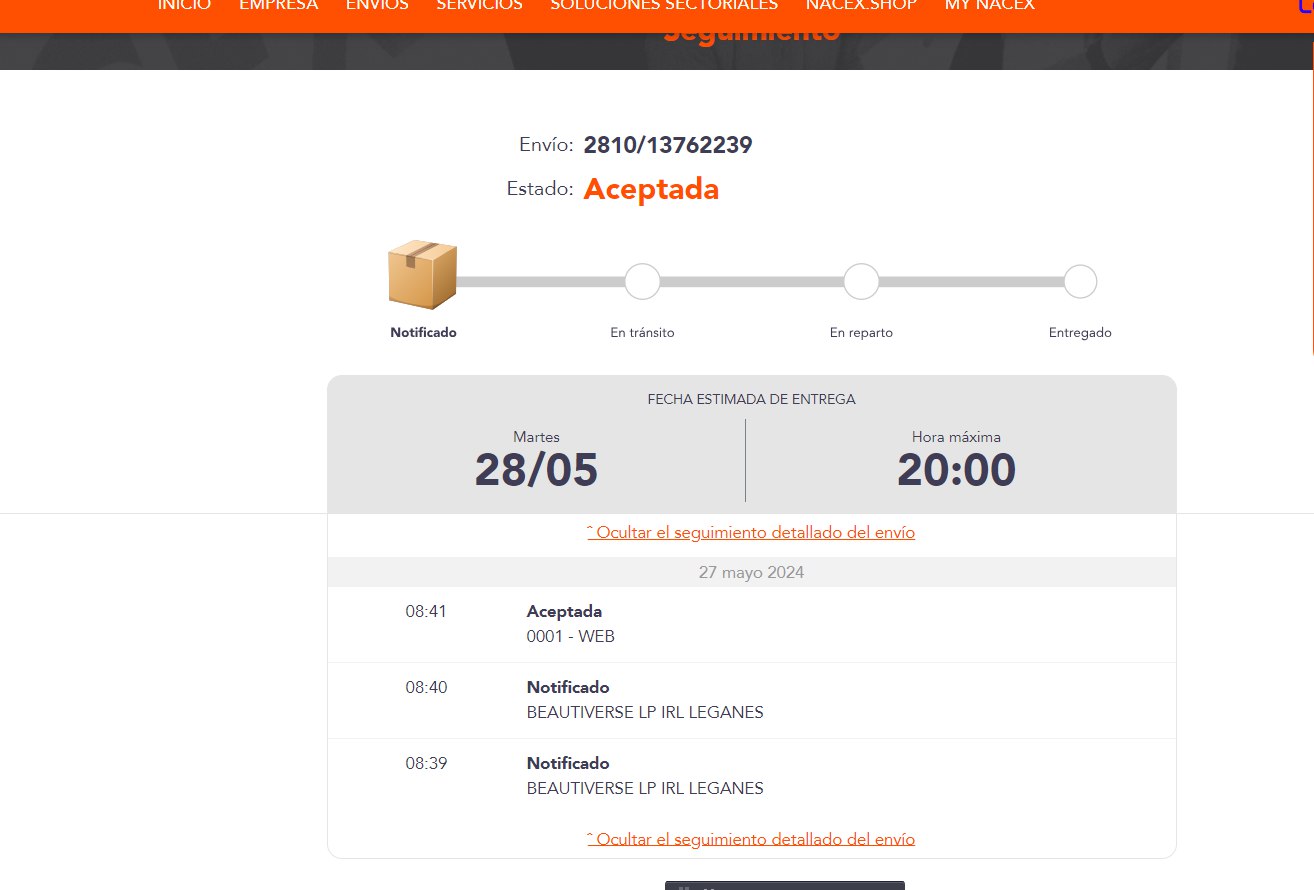 INICIO EMPRESA ENVÍOS SERVICIOS SOLUCIONES SECTORIALES NACEX.SHOP MY NACEX
Seguimiento
Envío: 2810/13762239
Estado: Aceptada
Notificado En tránsito En reparto Entregado
FECHA ESTIMADA DE ENTREGA
Martes Hora máxima
28/05 20:00
ˆ Ocultar el seguimiento detallado del envío
27 mayo 2024
08:41 Aceptada
0001 - WEB
08:40 Notificado
BEAUTIVERSE LP IRL LEGANES
08:39 Notificado
BEAUTIVERSE LP IRL LEGANES
ˆ Ocultar el seguimiento detallado del envío